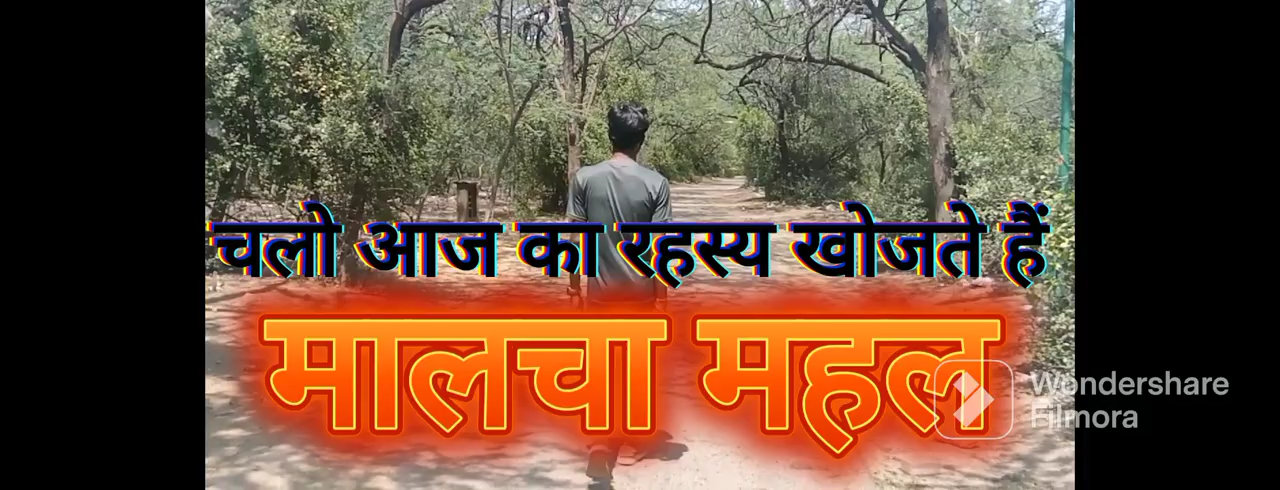 चलो आज का रहस्य खोजते हैं
मालचा महल
Wondershare
Filmora